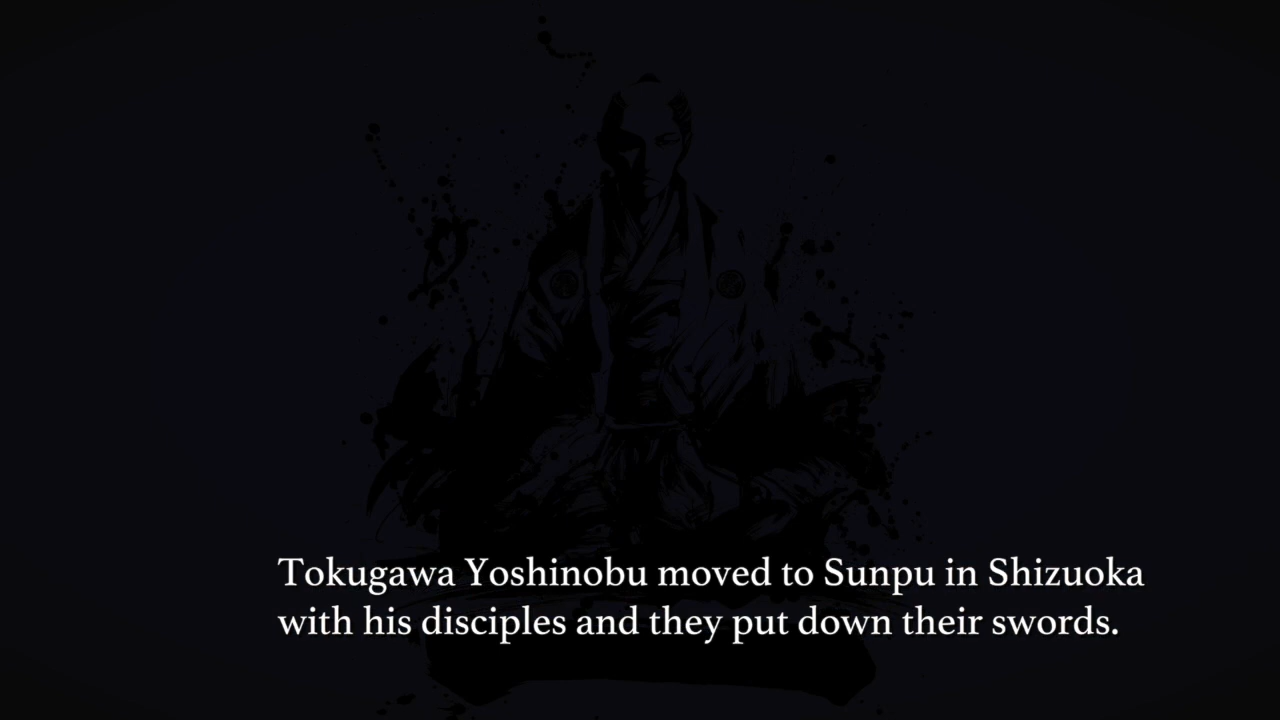 Tokugawa Yoshinobu moved to Sunpu in Shizuoka
with his disciples and they put down their swords.